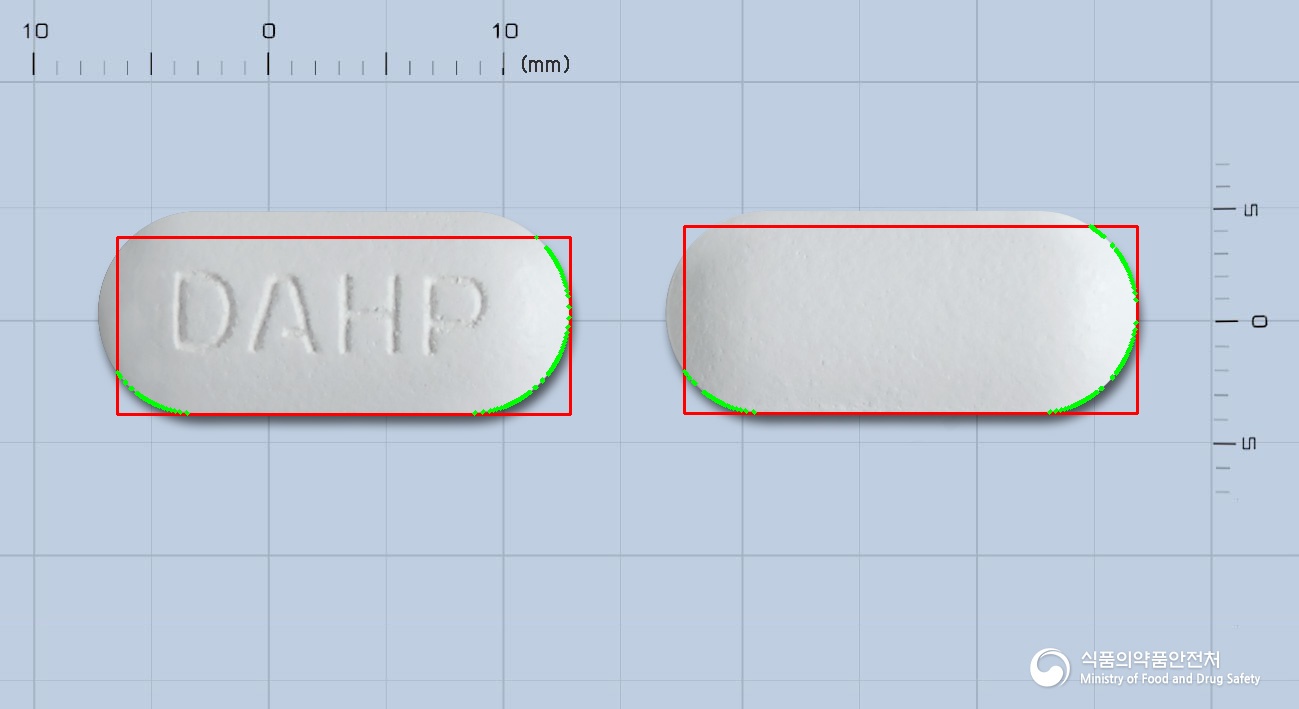 10 0 10
(mm)
DAHP
5
0
5
식품의약품안전처
Ministry of Food and Drug Safety